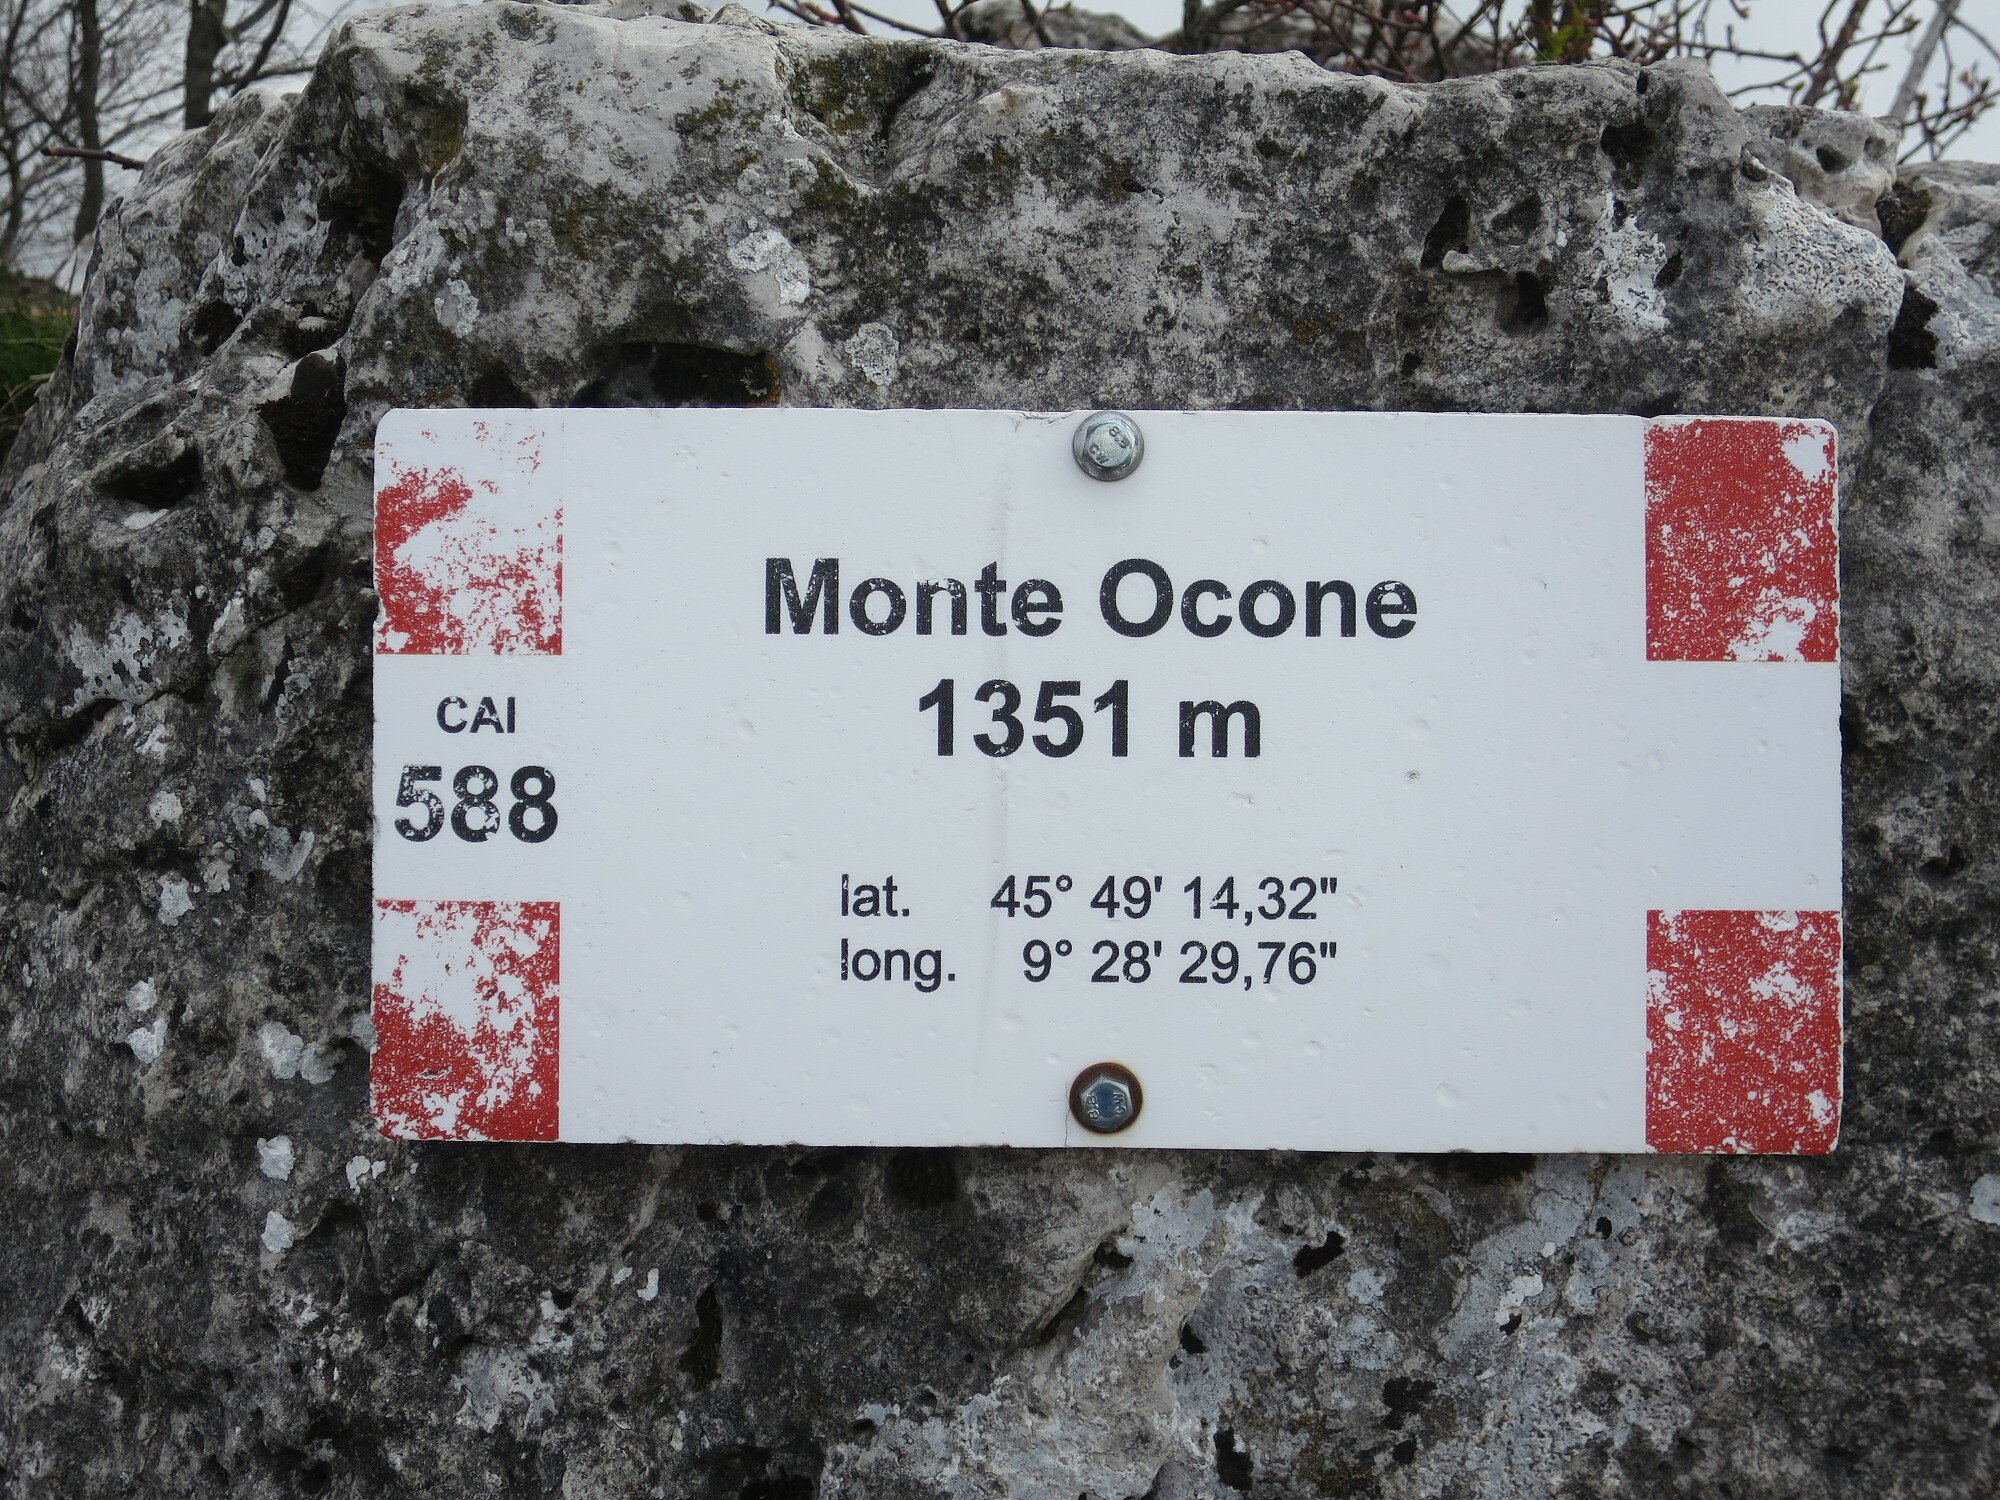 Monte Ocone
1351 m
CAI
588
lat. 45° 49' 14,32"
long. 9° 28' 29,76"